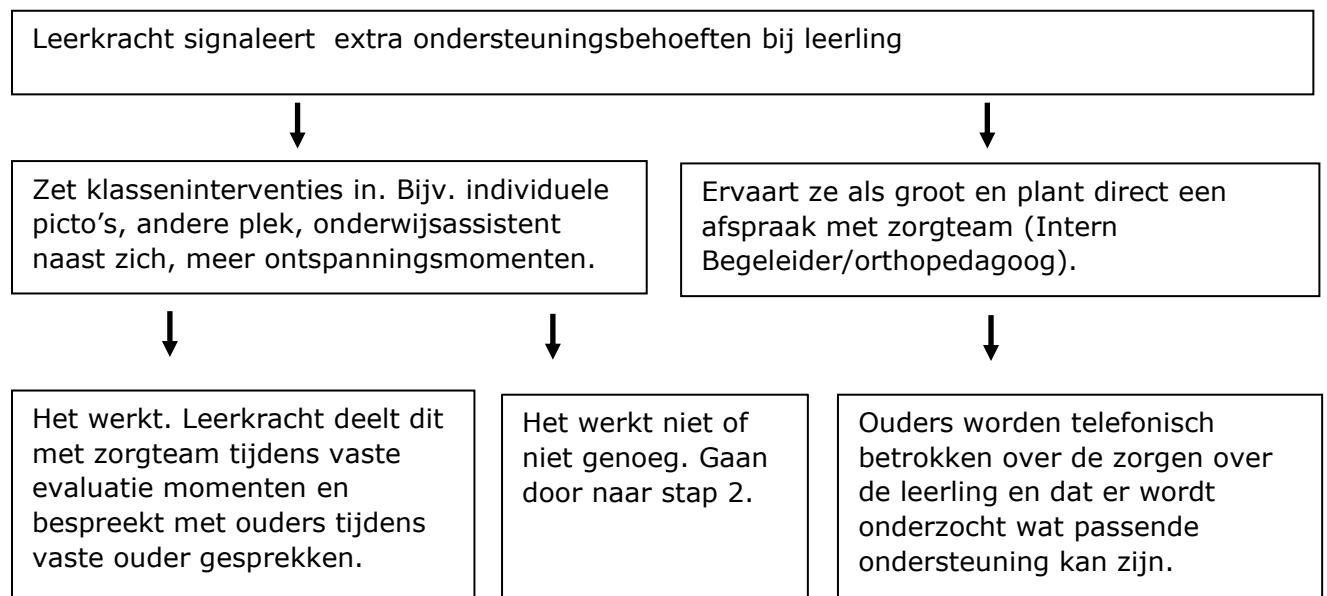 Leerkracht signaleert  extra ondersteuningsbehoeften bij leerling
Zet klasseninterventies in. Bijv. individuele
picto’s, andere plek, onderwijsassistent
naast zich, meer ontspanningsmomenten.
Ervaart ze als groot en plant direct een
afspraak met zorgteam (Intern
Begeleider/orthopedagoog).
Het werkt. Leerkracht deelt dit
met zorgteam tijdens vaste
evaluatie momenten en
bespreekt met ouders tijdens
vaste ouder gesprekken.
Het werkt niet of
niet genoeg. Gaan
door naar stap 2.
Ouders worden telefonisch
betrokken over de zorgen over
de leerling en dat er wordt
onderzocht wat passende
ondersteuning kan zijn.